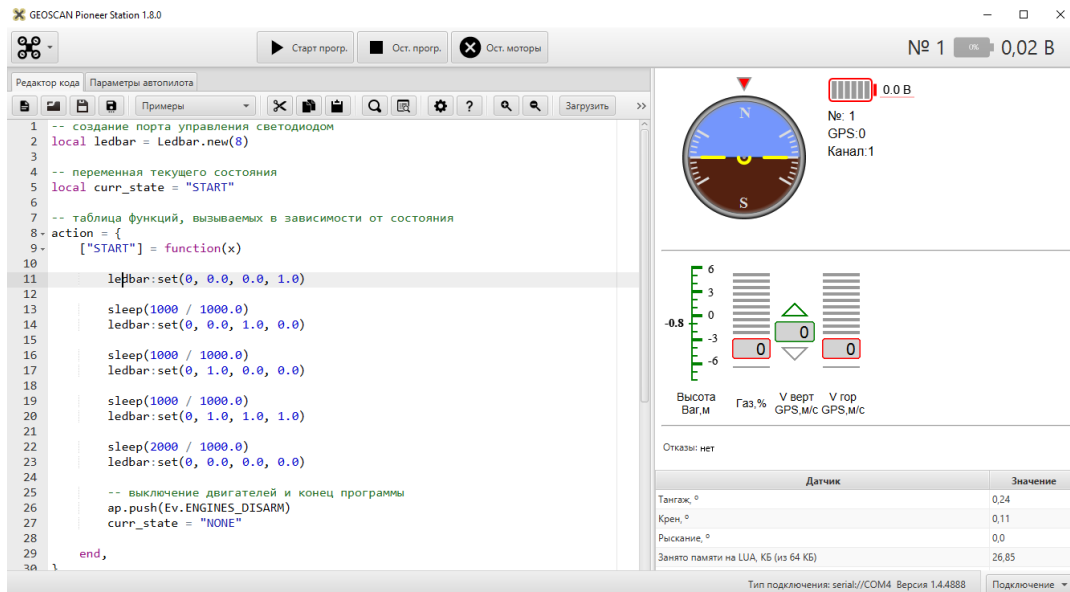 GEOSCAN Pioneer Station 1.8.0
Старт прогр. Ост. прогр. Ост. моторы № 1 0% 0,02 В
Редактор кода Параметры автопилота
Примеры ? Загрузить >>
1 -- создание порта управления светодиодом
2 local ledbar = Ledbar.new(8)
3
4 -- переменная текущего состояния
5 local curr_state = "START"
6
7 -- таблица функций, вызываемых в зависимости от состояния
8 action = {
9 ["START"] = function(x)
10
11 ledbar:set(0, 0.0, 0.0, 1.0)
12
13 sleep(1000 / 1000.0)
14 ledbar:set(0, 0.0, 1.0, 0.0)
15
16 sleep(1000 / 1000.0)
17 ledbar:set(0, 1.0, 0.0, 0.0)
18
19 sleep(1000 / 1000.0)
20 ledbar:set(0, 1.0, 1.0, 1.0)
21
22 sleep(2000 / 1000.0)
23 ledbar:set(0, 0.0, 0.0, 0.0)
24
25 -- выключение двигателей и конец программы
26 ap.push(Ev.ENGINES_DISARM)
27 curr_state = "NONE"
28
29 end,
30 }
N
S
0.0 В
№: 1
GPS:0
Канал:1
6
3
0
-3
-6
-0.8
0 0 0
Высота Ваг,м
Газ,%
V верт GPS,м/с
V гор GPS,м/с
Отказы: нет
Датчик Значение
Тангаж, º 0,24
Крен, º 0,11
Рыскание, º 0,0
Занято памяти на LUA, КБ (из 64 КБ) 26,85
Тип подключения: serial://COM4 Версия 1.4.4888 Подключение